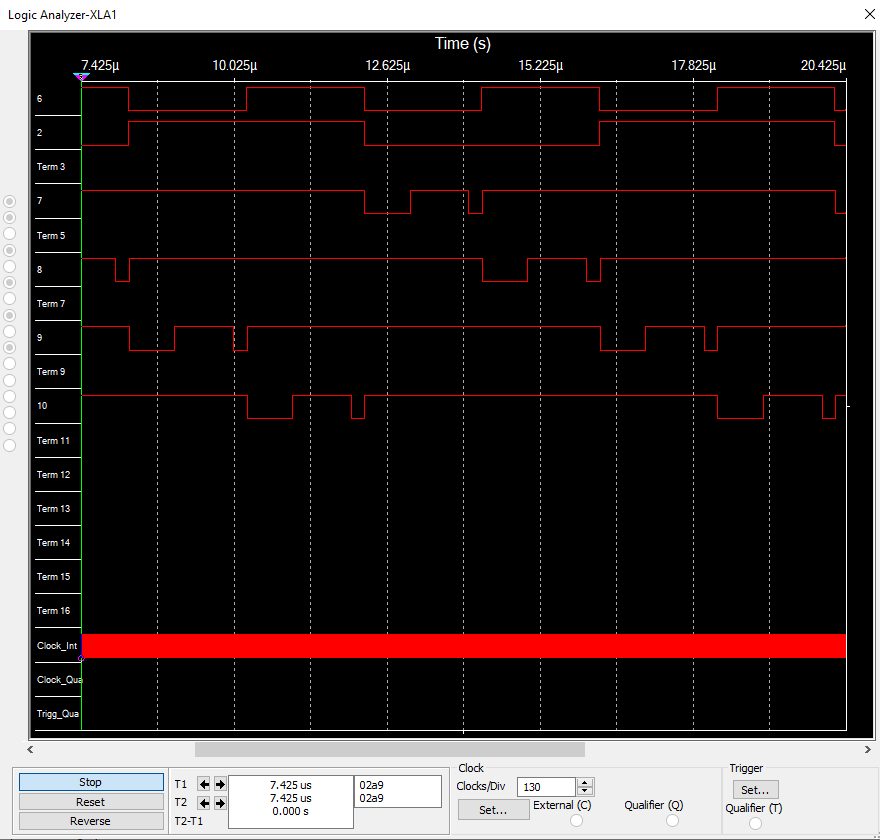 Logic Analyzer-XLA1
Time (s)
7.425µ 10.025µ 12.625µ 15.225µ 17.825µ 20.425µ
6
2
Term 3
7
Term 5
8
Term 7
9
Term 9
10
Term 11
Term 12
Term 13
Term 14
Term 15
Term 16
Clock_Int
Clock_Qua
Trigg_Qua
Stop
Reset
Reverse
T1
T2
T2-T1
7.425 us
7.425 us
0.000 s
02a9
02a9
Clock
Clocks/Div 130
Set...
External (C)
Qualifier (Q)
Trigger
Set...
Qualifier (T)